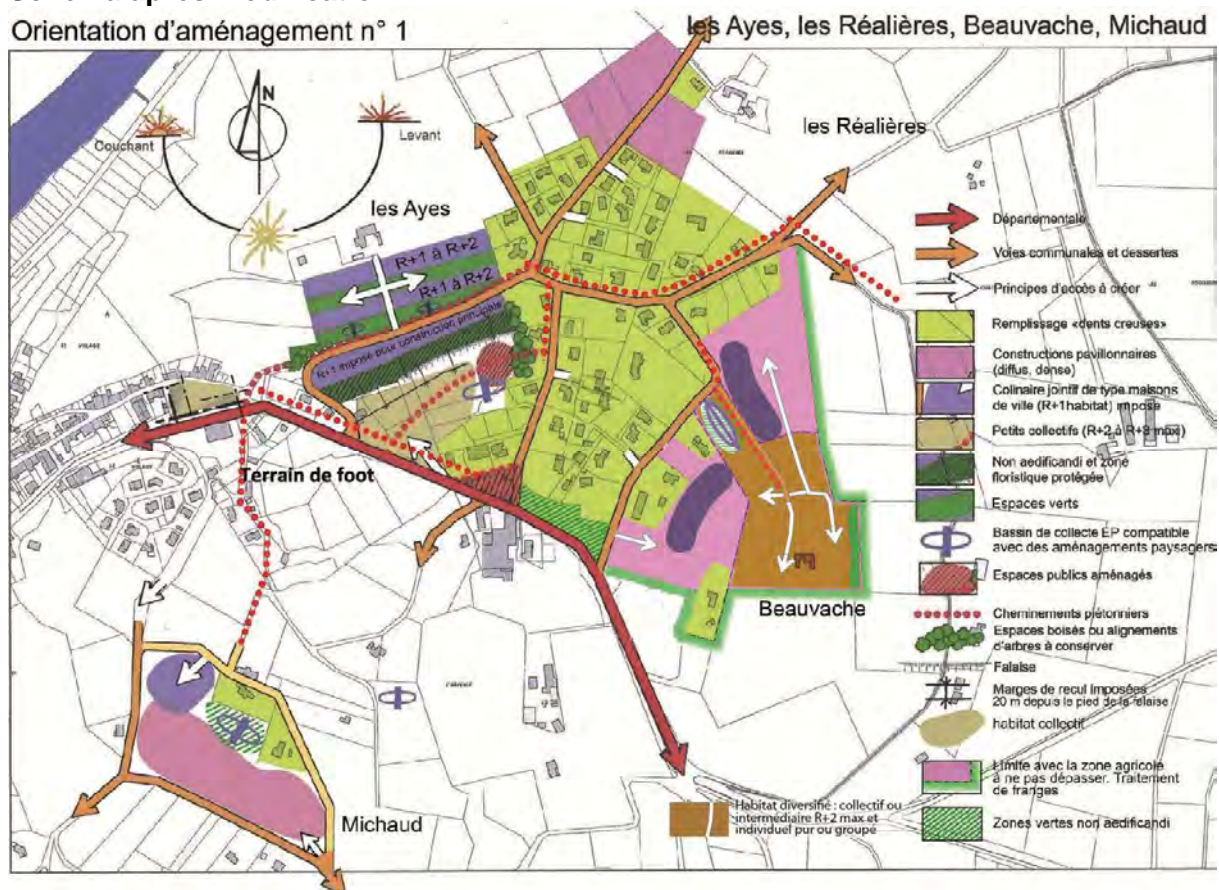 Orientation d'aménagement n° 1
les Ayes, les Réalières, Beauvache, Michaud
N
Couchant
Levant
les Réalières
les Ayes
R+1 à R+2
R+1 à R+2
R+1 imposé pour construction principale
Terrain de foot
Beauvache
Michaud
Départementale
Voies communales et dessertes
Principes d'accès à créer
Remplissage «dents creuses»
Constructions pavillonnaires
(diffus, dense)
Colinaire jointif de type maisons
de ville (R+1habitat) imposé
Petits collectifs (R+2 à R+3 max)
Non aedificandi et zone
floristique protégée
Espaces verts
Bassin de collecte EP compatible
avec des aménagements paysagers
Espaces publics aménagés
Cheminements piétonniers
Espaces boisés ou alignements
d'arbres à conserver
Falaise
Marges de recul imposées
20 m depuis le pied de la falaise
habitat collectif
Limite avec la zone agricole
à ne pas dépasser. Traitement
de franges
Zones vertes non aedificandi
Habitat diversifié : collectif ou
intermédiaire R+2 max et
individuel pur ou groupé